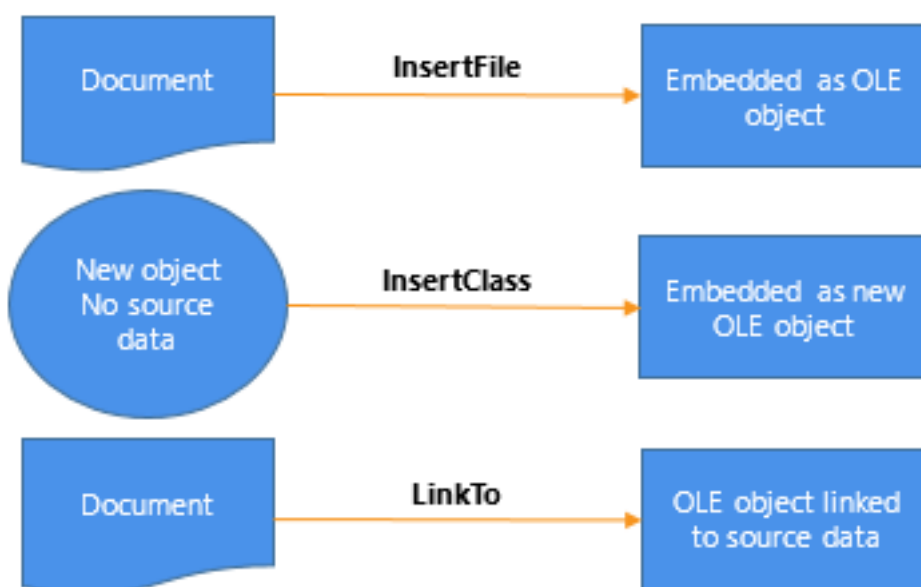 Document
InsertFile
Embedded as OLE
object
New object
No source
data
InsertClass
Embedded as new
OLE object
Document
LinkTo
OLE object linked
to source data